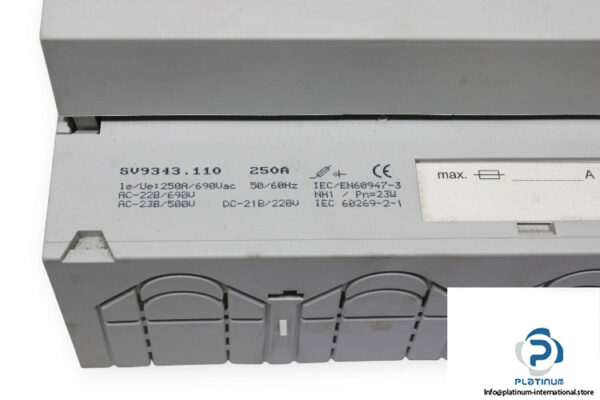 SV9343.110 250A
Ie/Ue:250A/690Vac 50/60Hz IEC/EN60947-3
AC-22B/690V NH1 / Pn=23W
AC-23B/500V DC-21B/220V IEC 60269-2-1
max. A
PLATINUM
Info@platinum-international.store